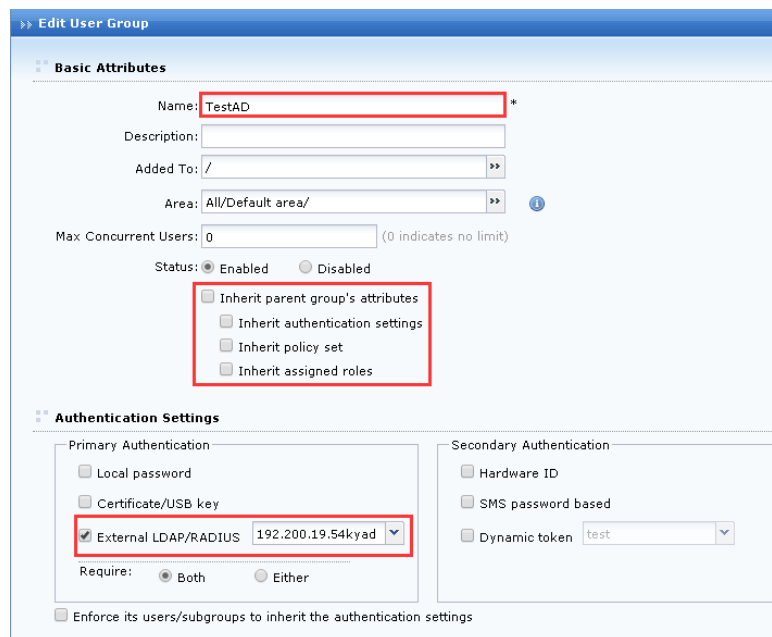 Edit User Group
Basic Attributes
Name: TestAD *
Description:
Added To: /
Area: All/Default area/
Max Concurrent Users: 0 (0 indicates no limit)
Status: Enabled Disabled
Inherit parent group's attributes
Inherit authentication settings
Inherit policy set
Inherit assigned roles
Authentication Settings
Primary Authentication
Local password
Certificate/USB key
External LDAP/RADIUS 192.200.19.54kyad
Require: Both Either
Secondary Authentication
Hardware ID
SMS password based
Dynamic token test
Enforce its users/subgroups to inherit the authentication settings